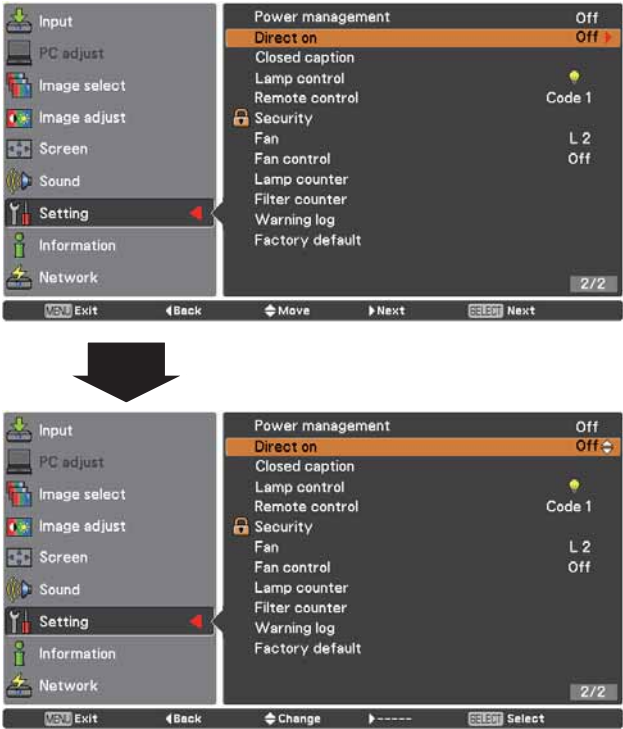 Input
PC adjust
Image select
Image adjust
Screen
Sound
Setting
Information
Network
Power management Off
Direct on Off
Closed caption
Lamp control
Remote control Code 1
Security
Fan L 2
Fan control Off
Lamp counter
Filter counter
Warning log
Factory default
2/2
MENU Exit Back Move Next SELECT Next
Input
PC adjust
Image select
Image adjust
Screen
Sound
Setting
Information
Network
Power management Off
Direct on Off
Closed caption
Lamp control
Remote control Code 1
Security
Fan L 2
Fan control Off
Lamp counter
Filter counter
Warning log
Factory default
2/2
MENU Exit Back Change ----- SELECT Select